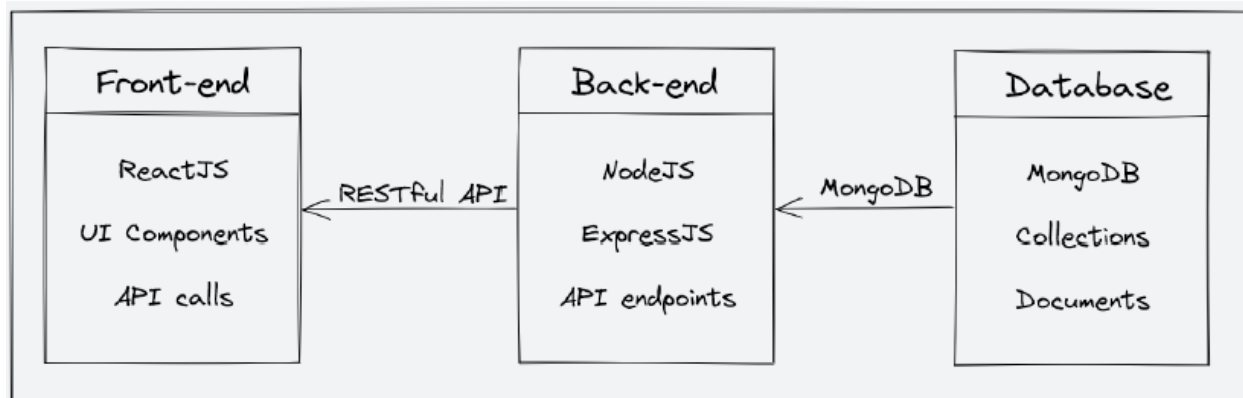 Front-end
ReactJS
UI Components
API calls
RESTful API
Back-end
NodeJS
ExpressJS
API endpoints
MongoDB
Database
MongoDB
Collections
Documents